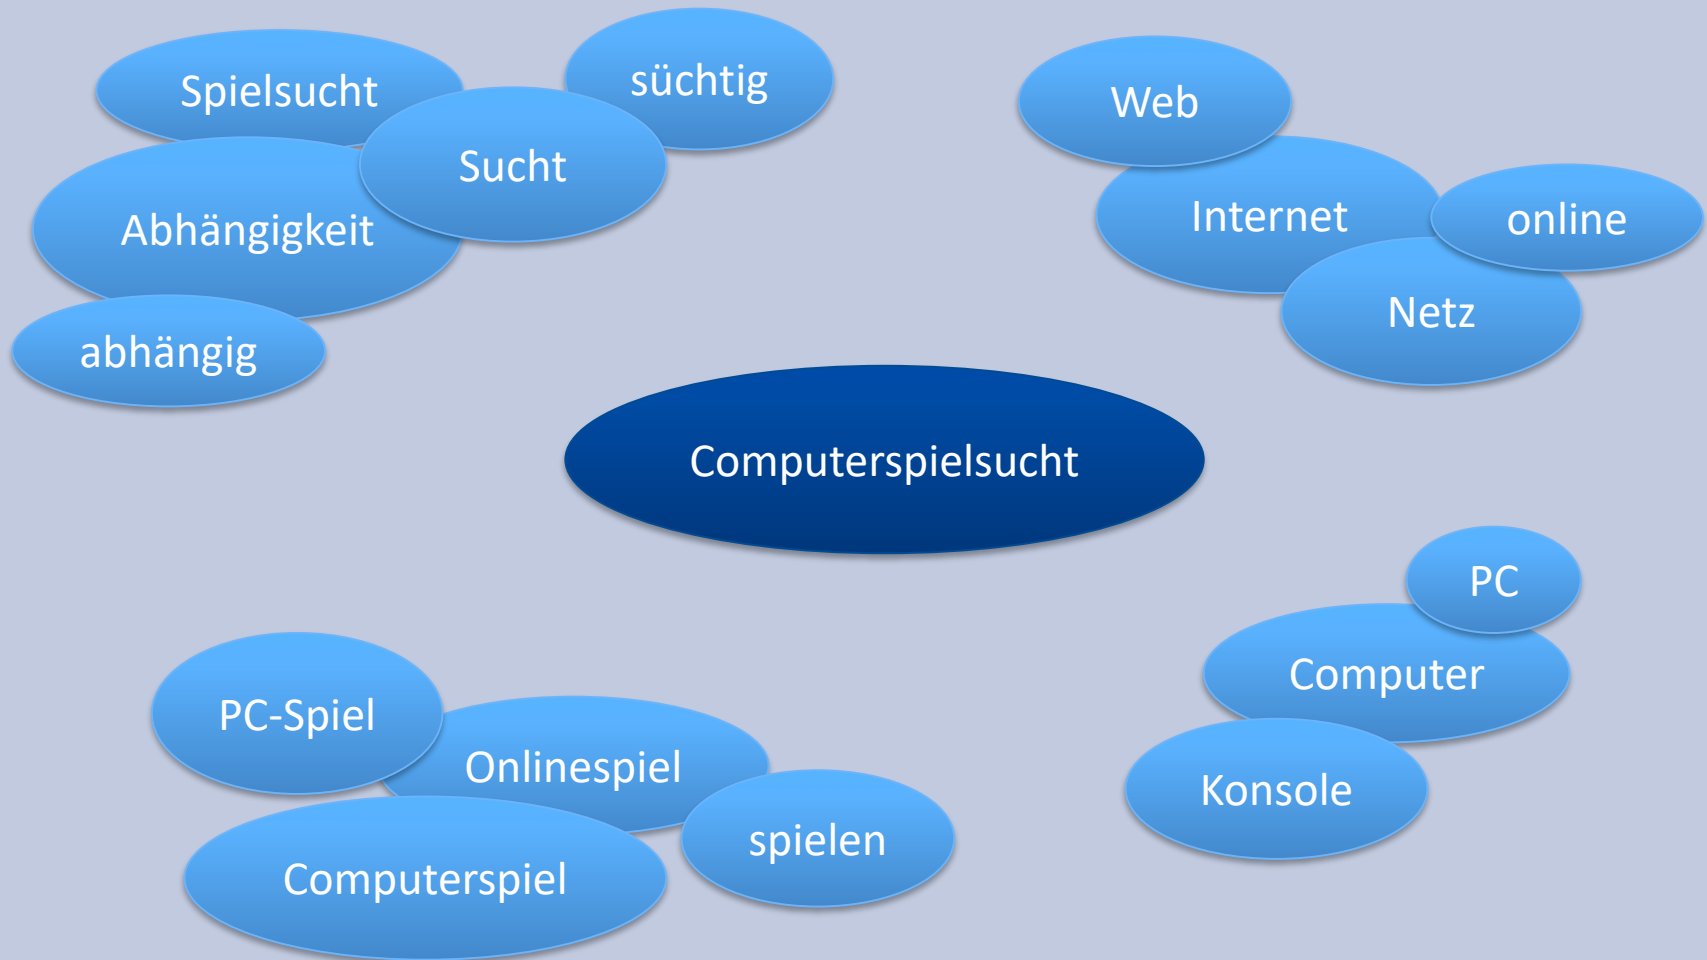 Spielsucht
süchtig
Sucht
Abhängigkeit
abhängig
Web
Internet
online
Netz
Computerspielsucht
PC-Spiel
Onlinespiel
spielen
Computerspiel
PC
Computer
Konsole